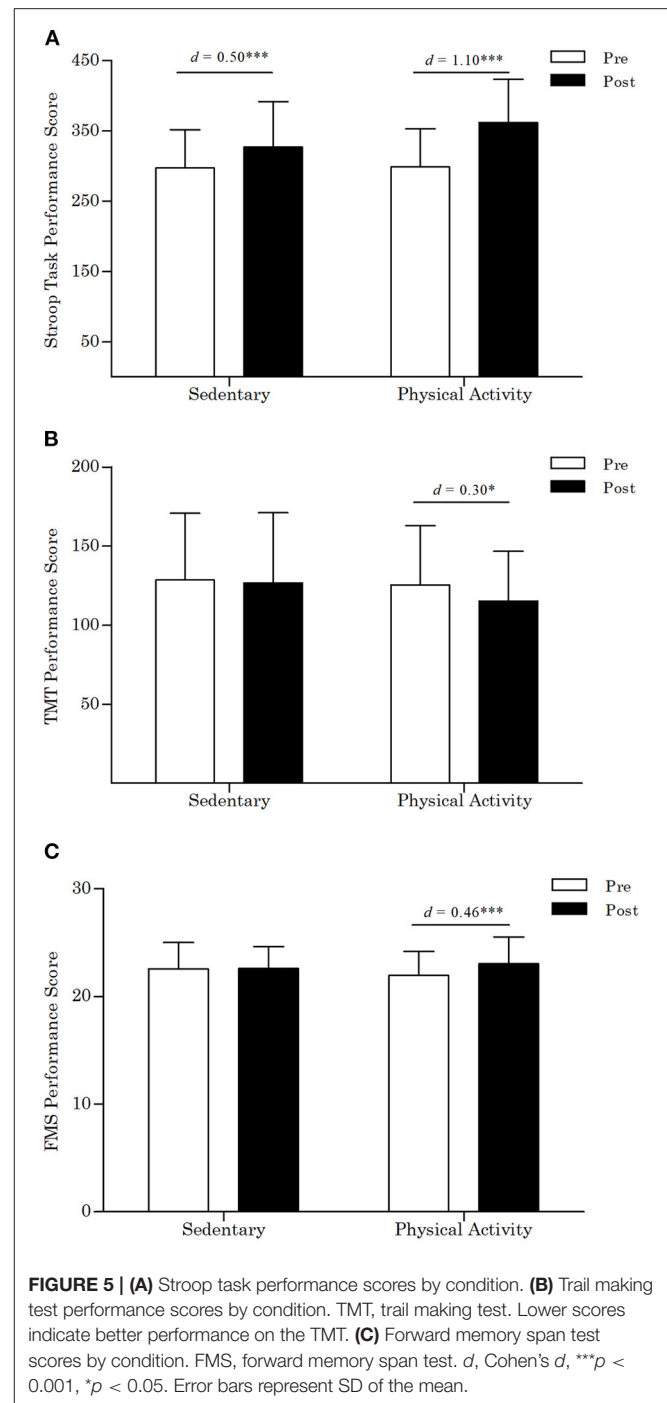 A
450
350
250
150
50
Stroop Task Performance Score
d = 0.50***
d = 1.10***
Pre
Post
Sedentary
Physical Activity
B
200
150
100
50
TMT Performance Score
d = 0.30*
Pre
Post
Sedentary
Physical Activity
C
30
20
10
0
FMS Performance Score
d = 0.46***
Pre
Post
Sedentary
Physical Activity
FIGURE 5 | (A) Stroop task performance scores by condition. (B) Trail making
test performance scores by condition. TMT, trail making test. Lower scores
indicate better performance on the TMT. (C) Forward memory span test
scores by condition. FMS, forward memory span test. d, Cohen's d, ***p <
0.001, *p < 0.05. Error bars represent SD of the mean.